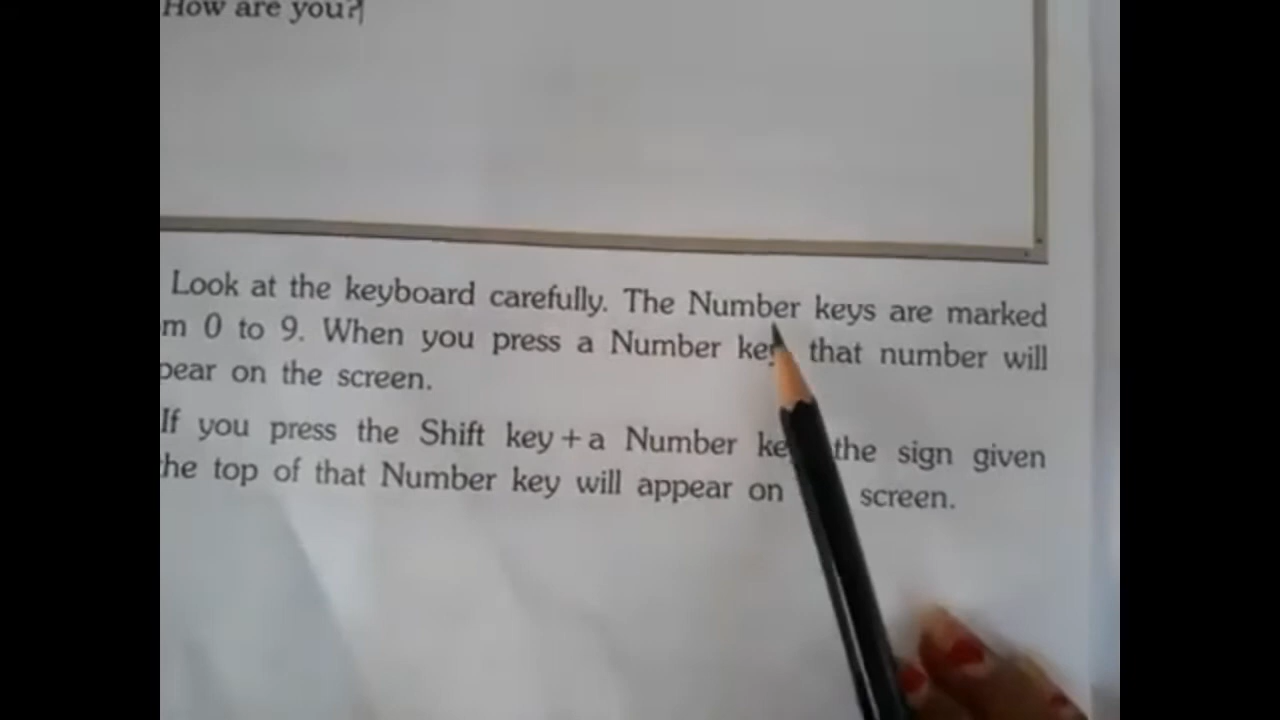 How are you?
Look at the keyboard carefully. The Number keys are marked
m 0 to 9. When you press a Number key that number will
pear on the screen.
If you press the Shift key + a Number key the sign given
he top of that Number key will appear on screen.